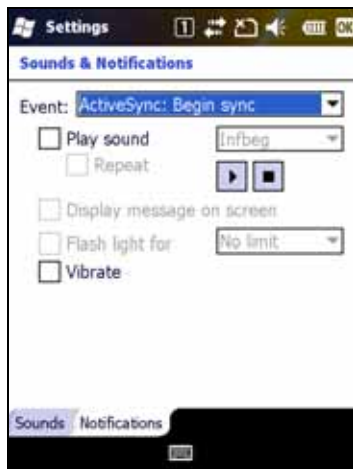 Settings 1 OK
Sounds & Notifications
Event: ActiveSync: Begin sync
Play sound Infbeg
Repeat
Display message on screen
Flash light for No limit
Vibrate
Sounds Notifications